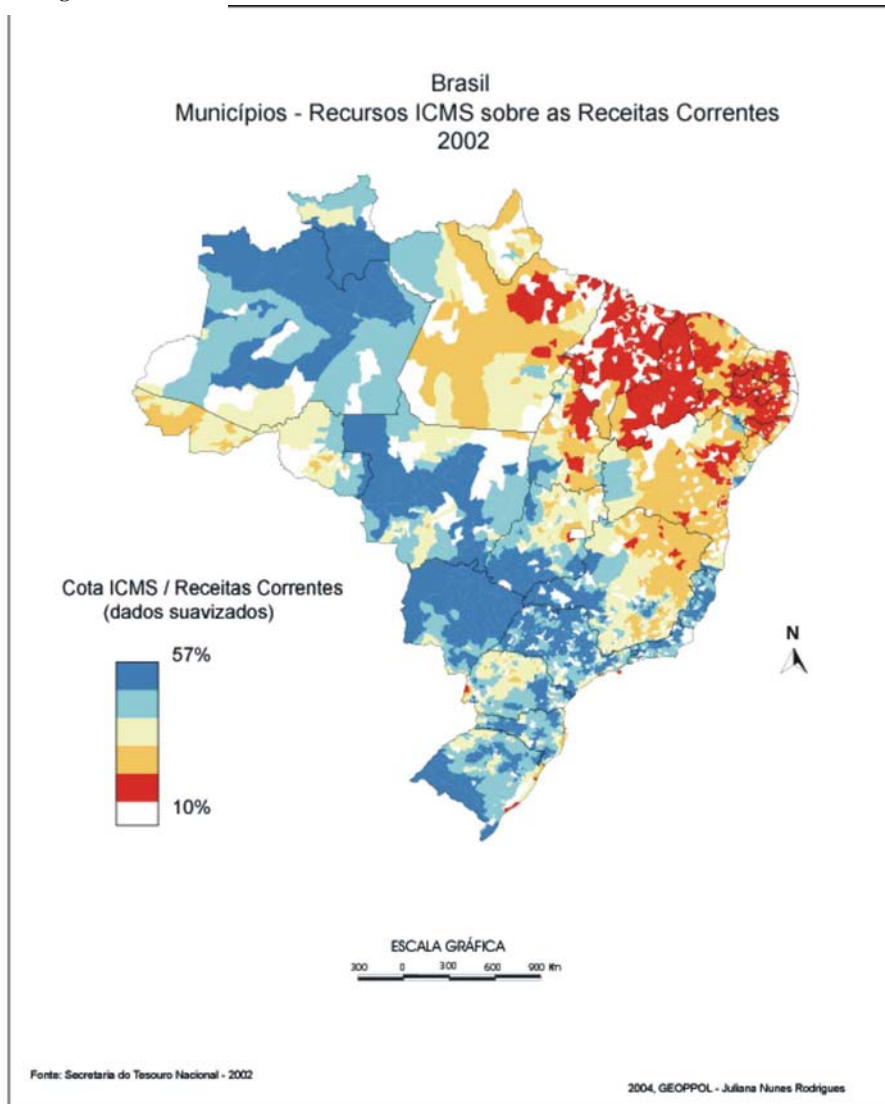 Brasil
Municípios - Recursos ICMS sobre as Receitas Correntes
2002
Cota ICMS / Receitas Correntes
(dados suavizados)
57%
10%
N
ESCALA GRÁFICA
300 0 300 600 900 Km
Fonte: Secretaria do Tesouro Nacional - 2002
2004, GEOPPOL - Juliana Nunes Rodrigues